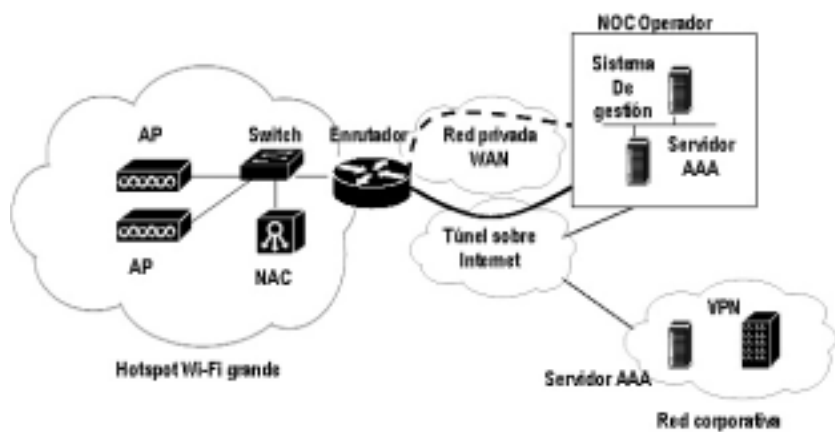 NOC Operador
Sistema
De
gestión
Servidor
AAA
AP
Switch
Enrutador
Red privada
WAN
AP
NAC
Túnel sobre
Internet
Hotspot Wi-Fi grande
VPN
Servidor AAA
Red corporativa